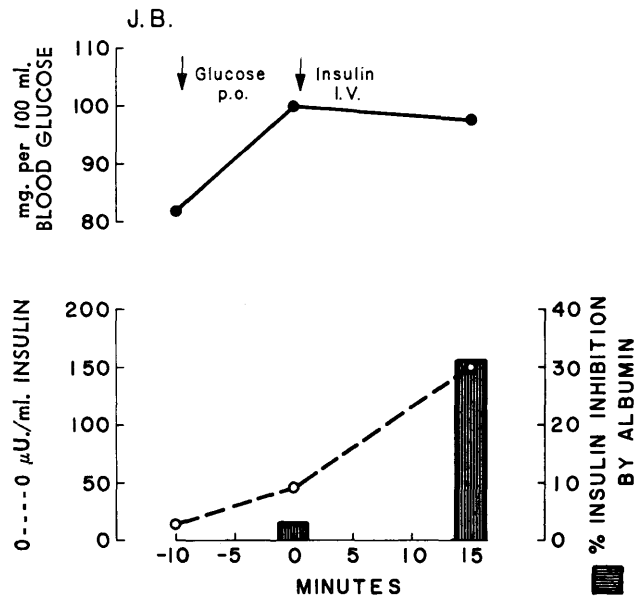 J.B.
mg. per 100 ml.
BLOOD GLUCOSE
110
100
90
80
Glucose
p.o.
Insulin
I.V.
0----0 µU./ml. INSULIN
200
150
100
50
0
40
30
20
10
0
% INSULIN INHIBITION
BY ALBUMIN
-10 -5 0 5 10 15
MINUTES